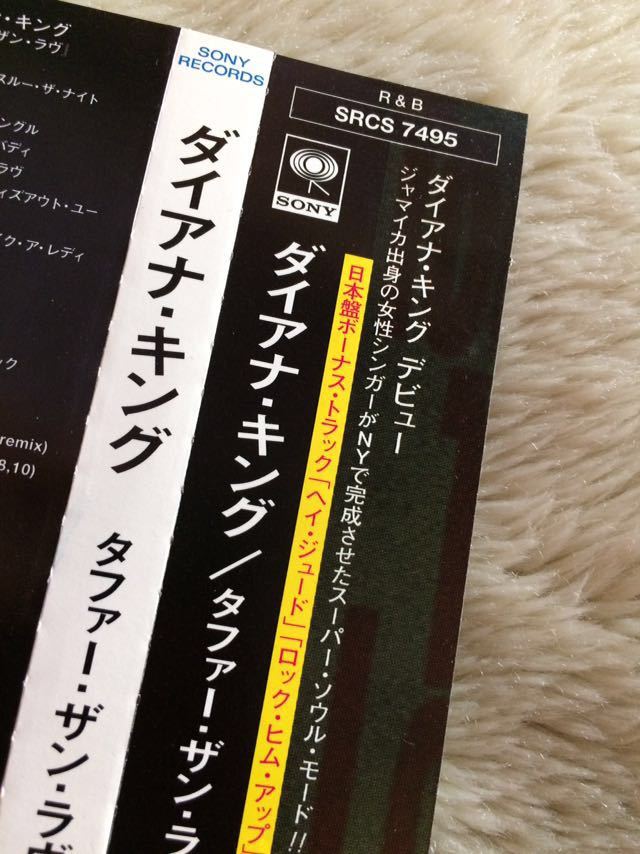 R & B
SRCS 7495
SONY
ダイアナ・キング デビュー
ジャマイカ出身の女性シンガーがNYで完成させたスーパー・ソウル・モード!!
日本盤ボーナス・トラック「ヘイ・ジュード」「ロック・ヒム・アップ」
ダイアナ・キング/タファー・ザン・ラ
SONY
RECORDS
ダイアナ・キング
タファー・ザン・ラヴ
・キング
ザン・ラヴ』
スルー・ザ・ナイト
ングル
バディ
ラヴ
ィズアウト・ユー
イク・ア・レディ
ック
remix)
8,10)